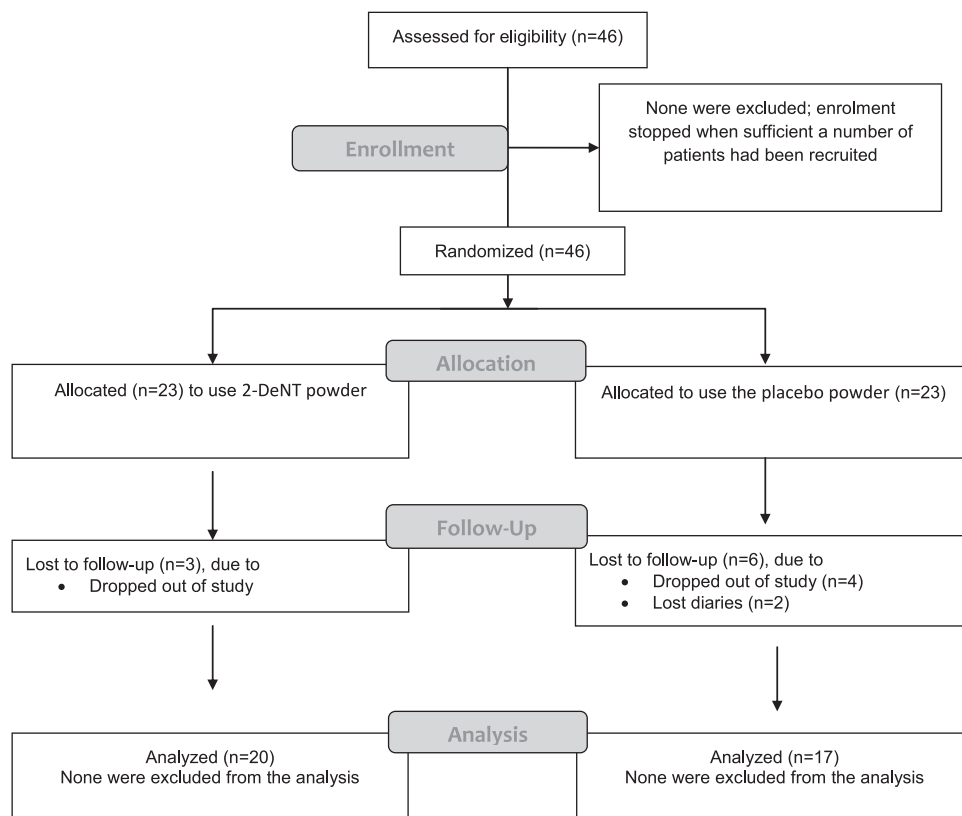 Assessed for eligibility (n=46)
None were excluded; enrolment
stopped when sufficient a number of
patients had been recruited
Enrollment
Randomized (n=46)
Allocation
Allocated (n=23) to use 2-DeNT powder
Allocated to use the placebo powder (n=23)
Follow-Up
Lost to follow-up (n=3), due to
• Dropped out of study
Lost to follow-up (n=6), due to
• Dropped out of study (n=4)
• Lost diaries (n=2)
Analysis
Analyzed (n=20)
None were excluded from the analysis
Analyzed (n=17)
None were excluded from the analysis